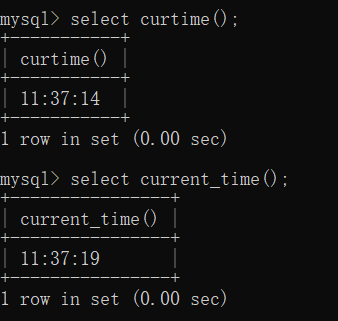 mysql> select curtime();
+-----------+
| curtime() |
+-----------+
| 11:37:14  |
+-----------+
1 row in set (0.00 sec)

mysql> select current_time();
+----------------+
| current_time() |
+----------------+
| 11:37:19       |
+----------------+
1 row in set (0.00 sec)